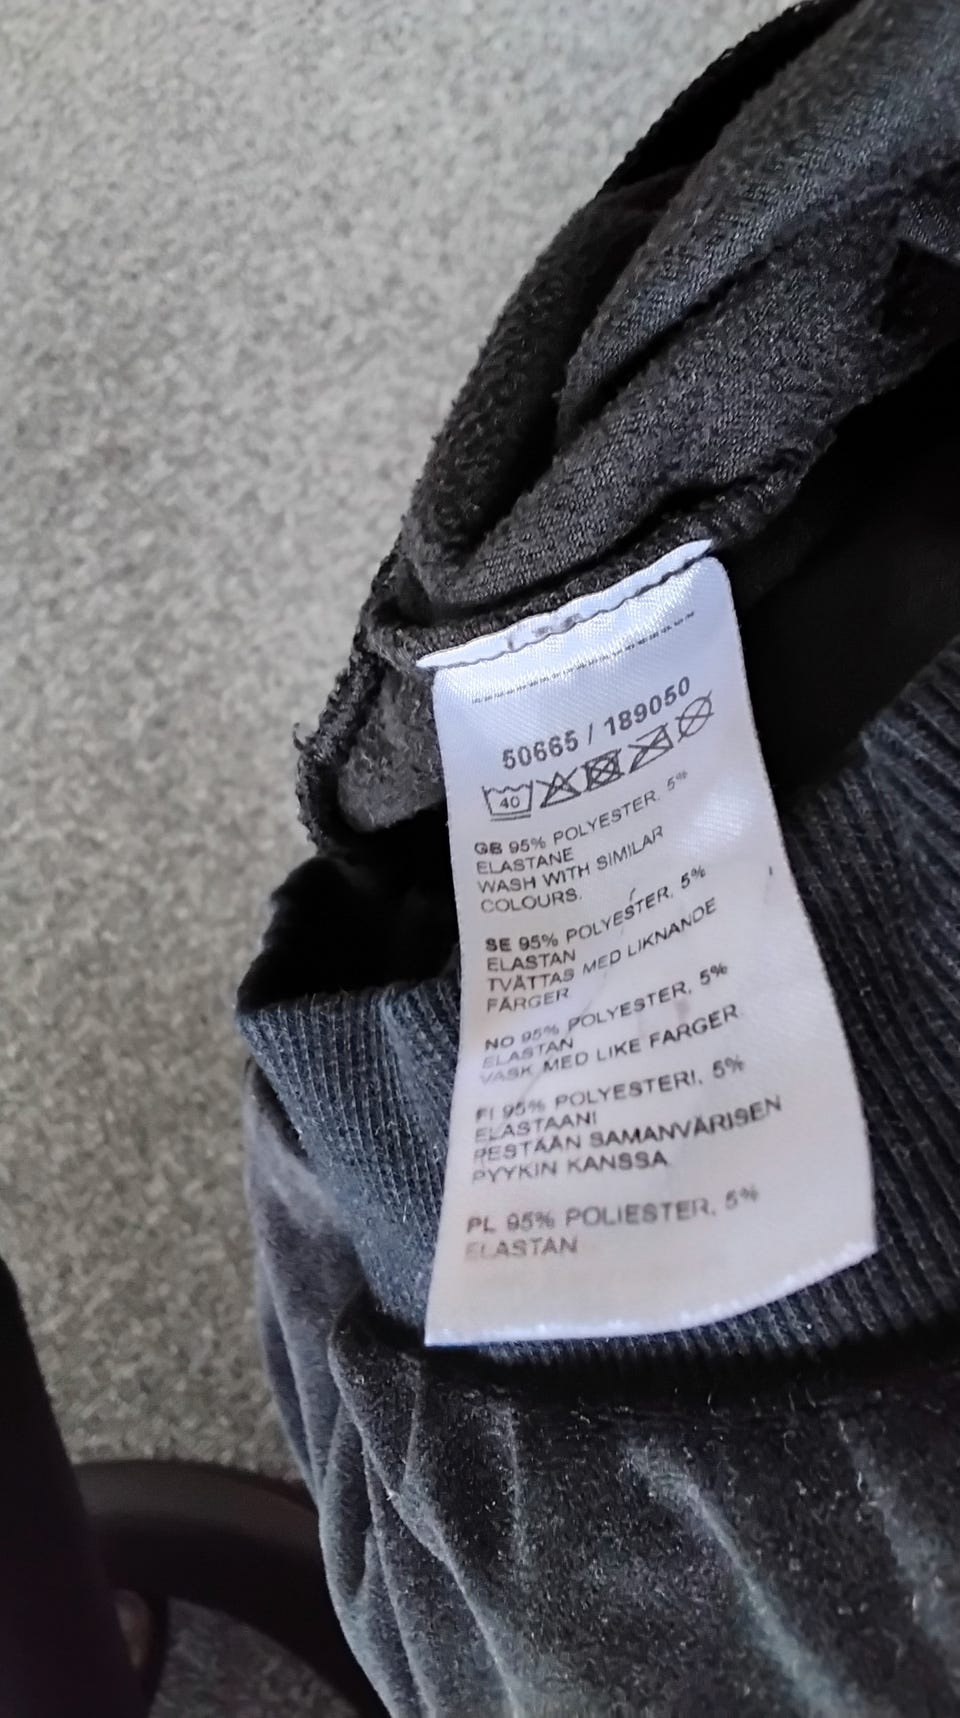 50665 / 189050
40
GB 95% POLYESTER, 5%
ELASTANE
WASH WITH SIMILAR
COLOURS.
SE 95% POLYESTER, 5%
ELASTAN
TVÄTTAS MED LIKNANDE
FÄRGER
NO 95% POLYESTER, 5%
ELASTAN
VASK MED LIKE FARGER
FI 95% POLYESTERI, 5%
ELASTAANI
PESTÄÄN SAMANVÄRISEN
PYYKIN KANSSA
PL 95% POLIESTER, 5%
ELASTAN